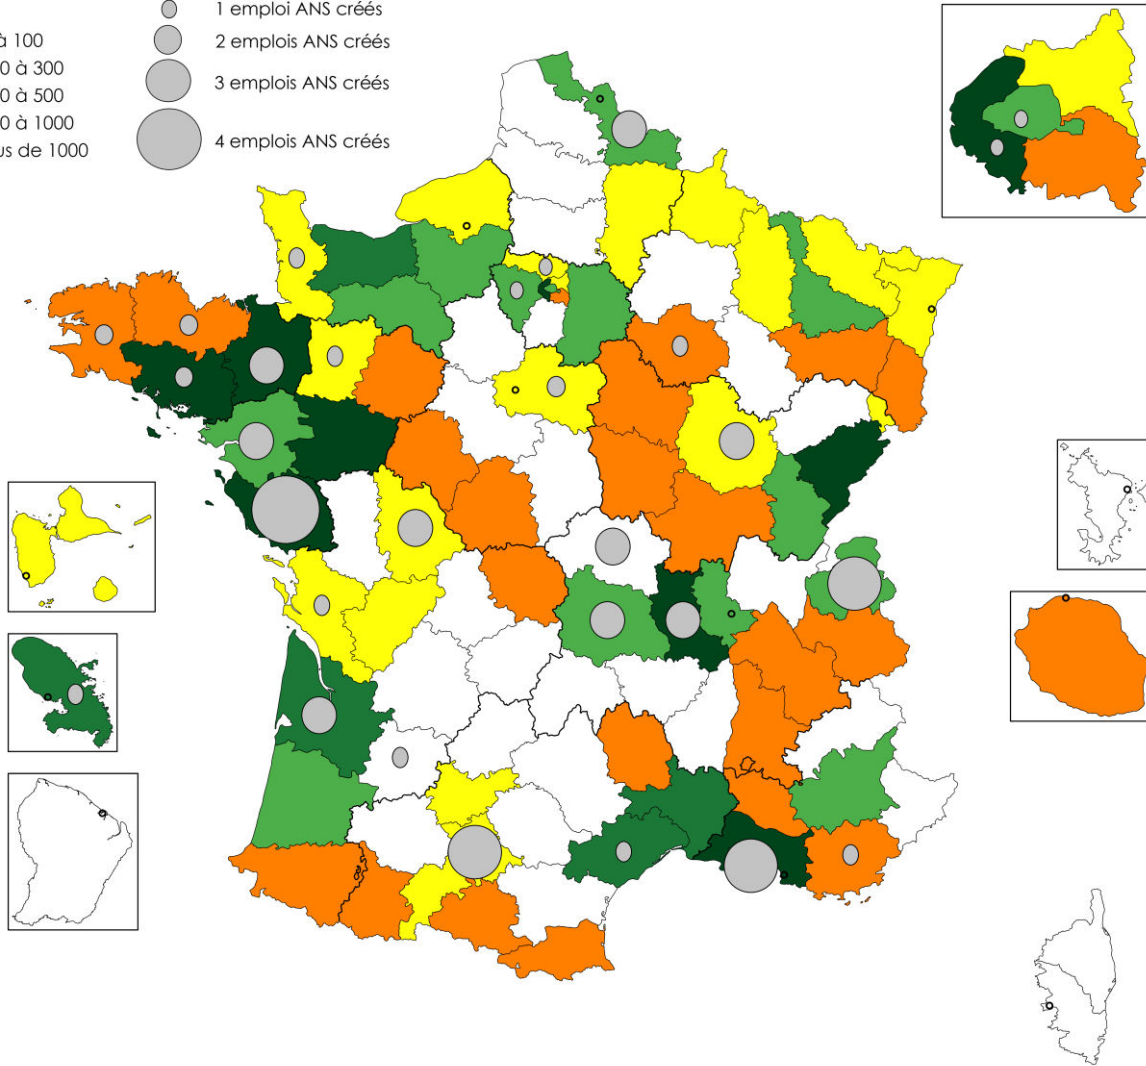 1 emploi ANS créés
à 100
2 emplois ANS créés
0 à 300
0 à 500
3 emplois ANS créés
0 à 1000
us de 1000
4 emplois ANS créés